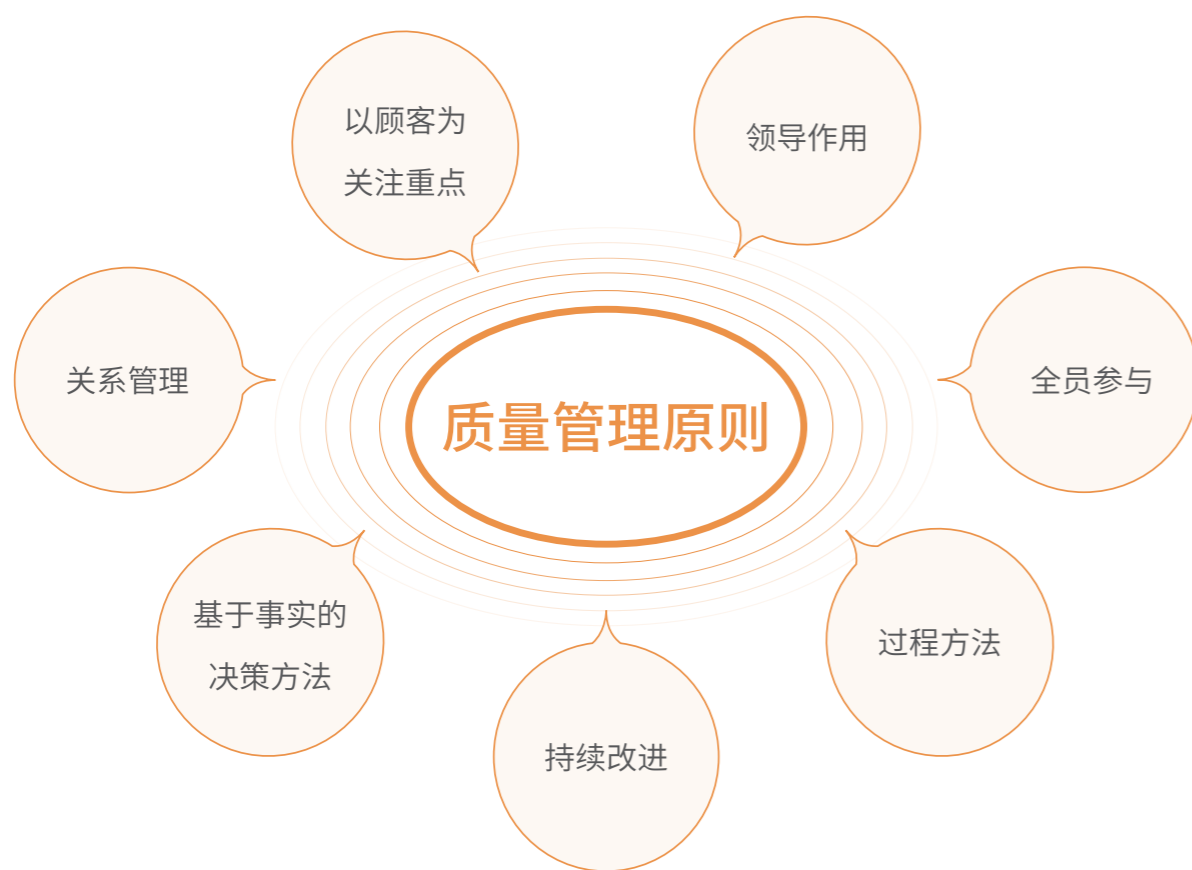 以顾客为
关注重点
领导作用
关系管理
全员参与
质量管理原则
基于事实的
决策方法
过程方法
持续改进